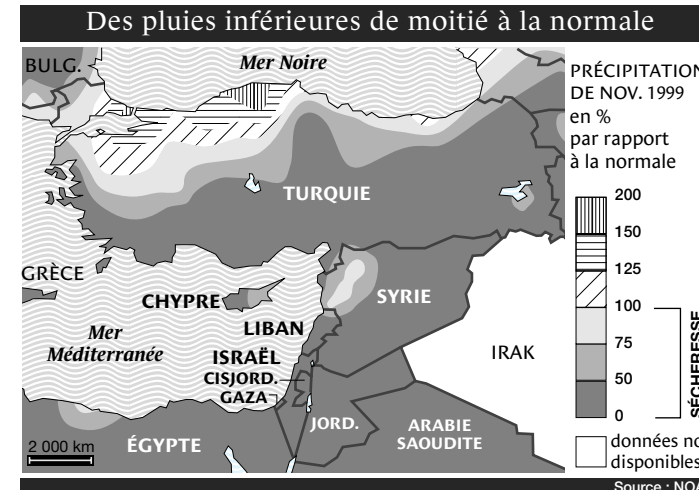 Des pluies inférieures de moitié à la normale
BULG.
Mer Noire
TURQUIE
GRÈCE
CHYPRE
SYRIE
Mer
Méditerranée
LIBAN
ISRAËL
CISJORD.
GAZA
IRAK
JORD.
ARABIE
SAOUDITE
ÉGYPTE
2 000 km
PRÉCIPITATION
DE NOV. 1999
en %
par rapport
à la normale
200
150
125
100
75
50
0
SÉCHERESSE
données no
disponibles
Source : NOA